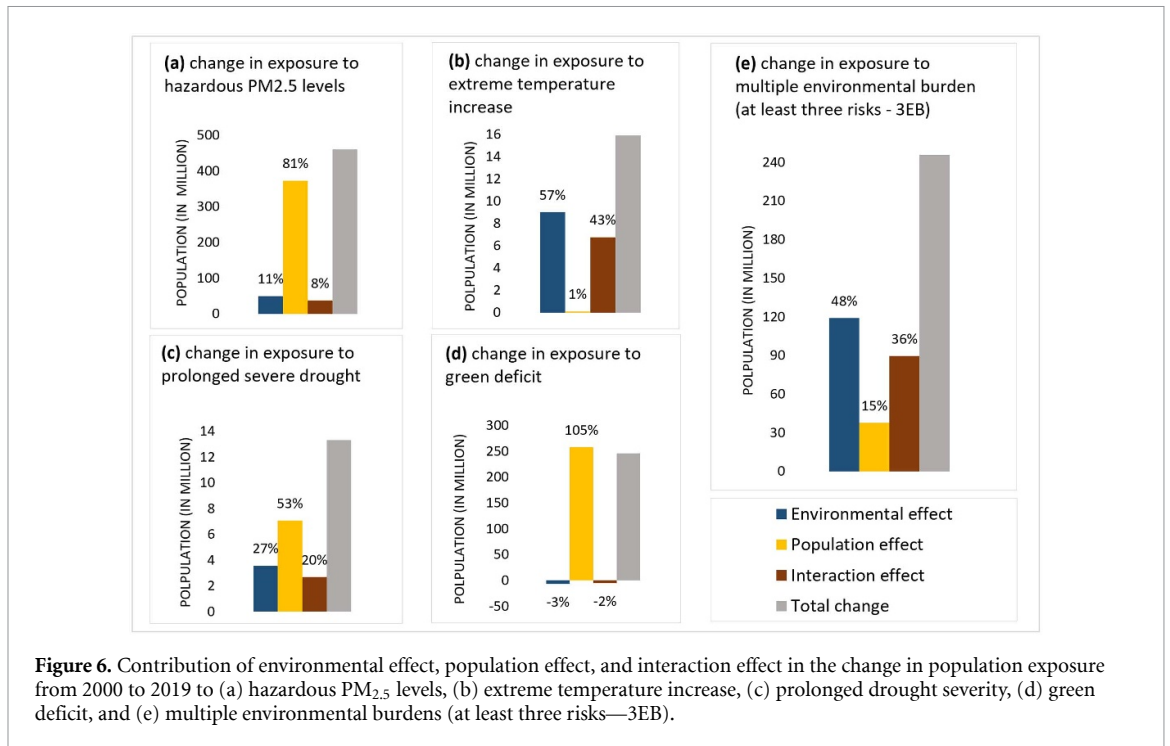 (a) change in exposure to
hazardous PM2.5 levels
POPULATION (IN MILLION)
500
400
300
200
100
0
11%
81%
8%
(b) change in exposure to
extreme temperature
increase
POLPULATION (IN MILLION)
16
14
12
10
8
6
4
2
0
57%
1%
43%
(e) change in exposure to
multiple environmental burden
(at least three risks - 3EB)
POLPULATION (IN MILLION)
240
210
180
150
120
90
60
30
0
48%
15%
36%
(c) change in exposure to
prolonged severe drought
POLPULATION (IN MILLION)
14
12
10
8
6
4
2
0
27%
53%
20%
(d) change in exposure to
green deficit
POLPULATION (IN MILLION)
300
250
200
150
100
50
0
-50
-3%
105%
-2%
Environmental effect
Population effect
Interaction effect
Total change
Figure 6. Contribution of environmental effect, population effect, and interaction effect in the change in population exposure
from 2000 to 2019 to (a) hazardous PM2.5 levels, (b) extreme temperature increase, (c) prolonged drought severity, (d) green
deficit, and (e) multiple environmental burdens (at least three risks—3EB).